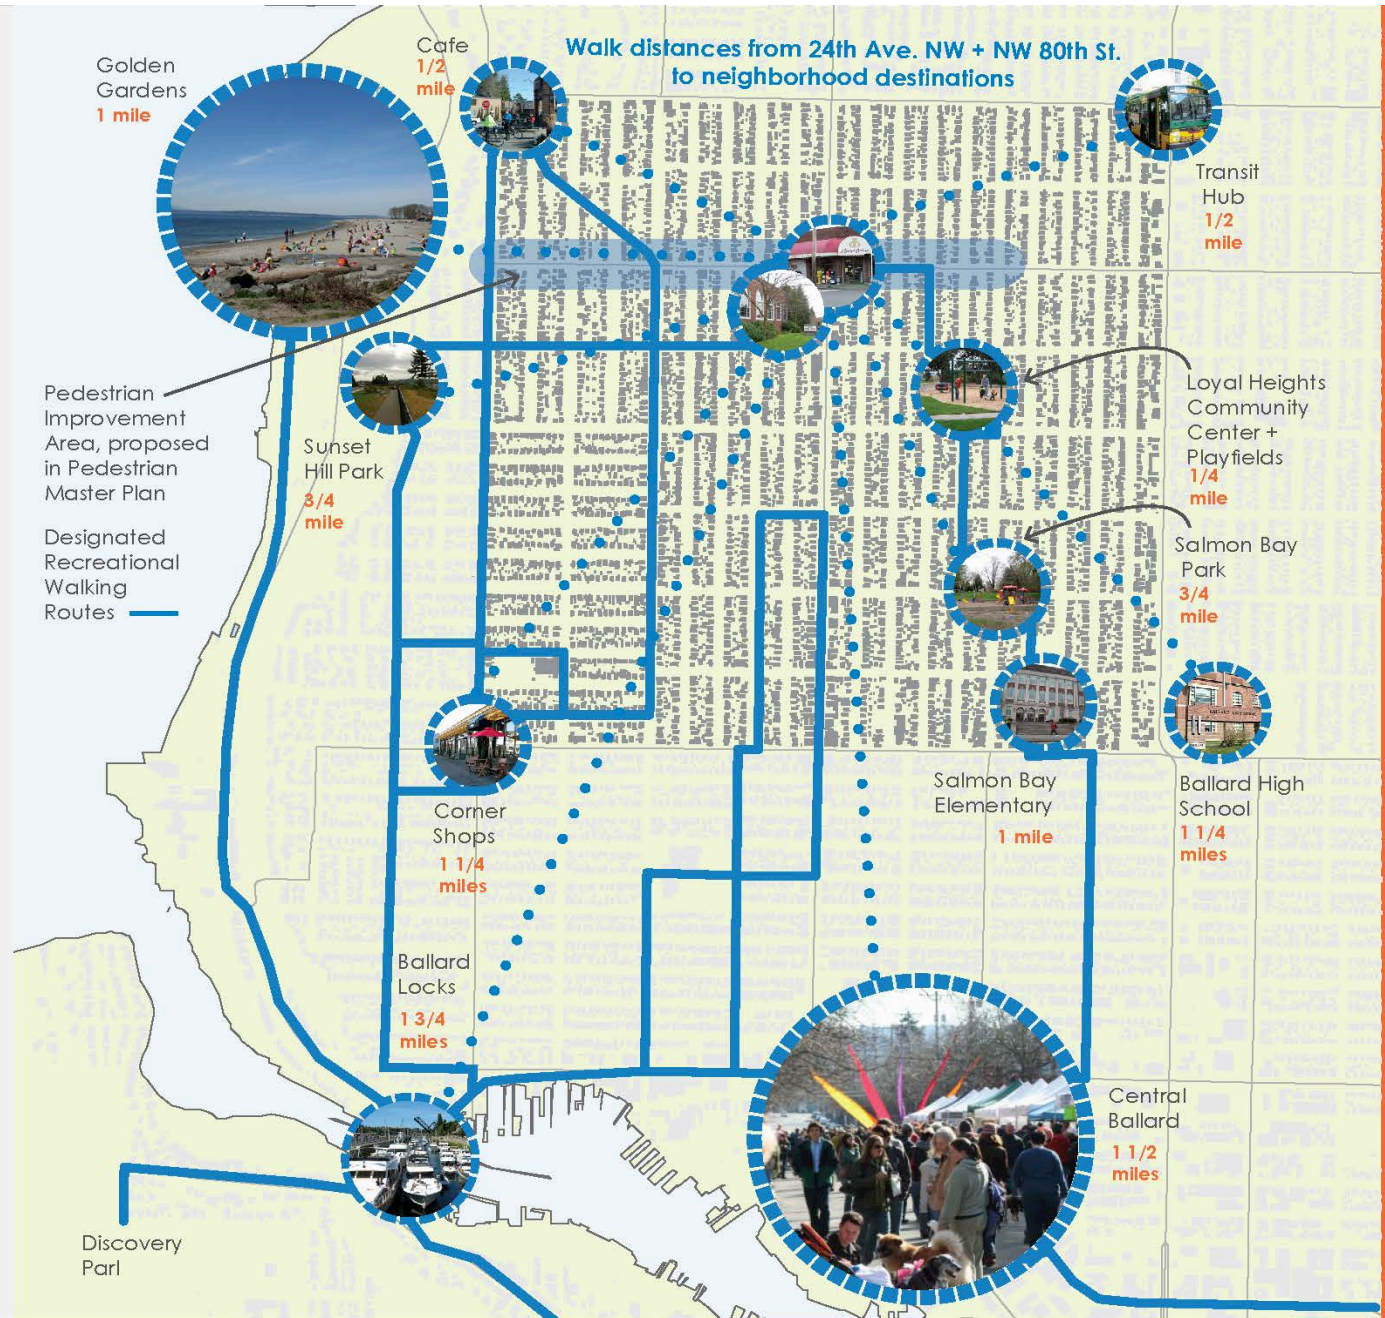 Walk distances from 24th Ave. NW + NW 80th St.
to neighborhood destinations
Golden
Gardens
1 mile
Cafe
1/2
mile
Transit
Hub
1/2
mile
Pedestrian
Improvement
Area, proposed
in Pedestrian
Master Plan
Designated
Recreational
Walking
Routes
Sunset
Hill Park
3/4
mile
Loyal Heights
Community
Center +
Playfields
1/4
mile
Salmon Bay
Park
3/4
mile
Salmon Bay
Elementary
1 mile
Ballard High
School
1 1/4
miles
Corner
Shops
1 1/4
miles
Ballard
Locks
1 3/4
miles
Central
Ballard
1 1/2
miles
Discovery
Parl